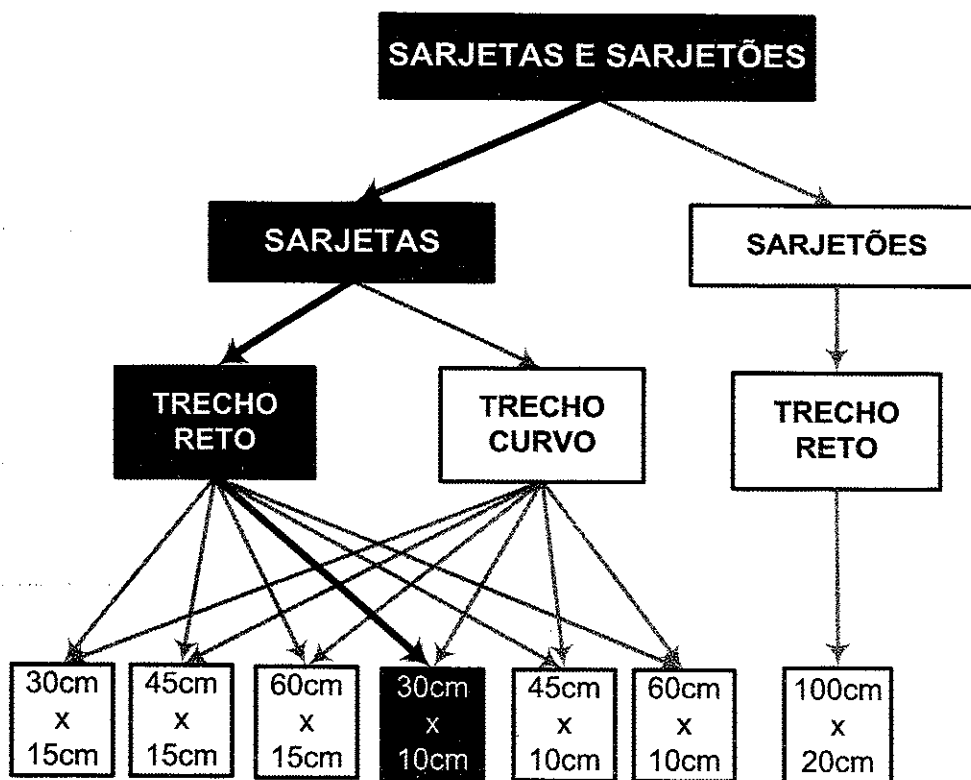 SARJETAS E SARJETÕES
SARJETAS
SARJETÕES
TRECHO
RETO
TRECHO
CURVO
TRECHO
RETO
30cm
x
15cm
45cm
x
15cm
60cm
x
15cm
30cm
x
10cm
45cm
x
10cm
60cm
x
10cm
100cm
x
20cm